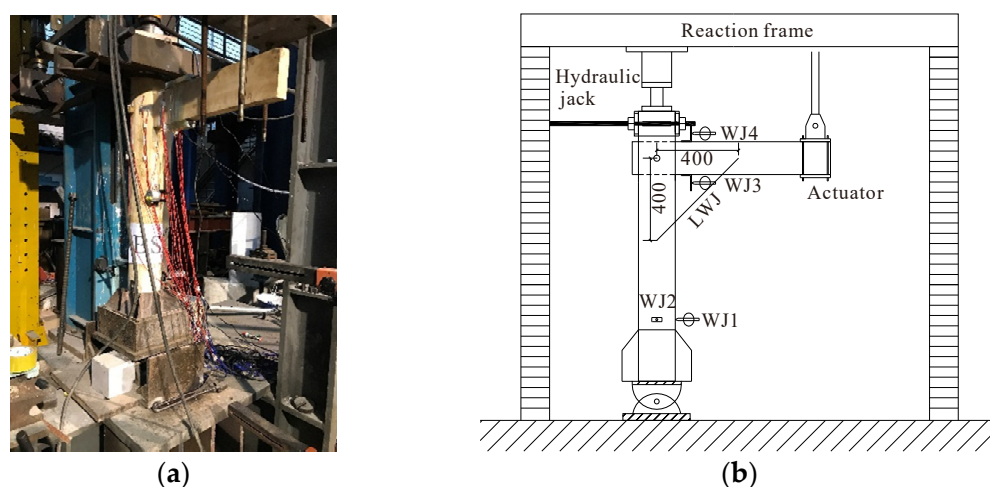 Reaction frame
Hydraulic
jack
WJ4
400
WJ3
400
LWJ
Actuator
WJ2
WJ1
(a)
(b)